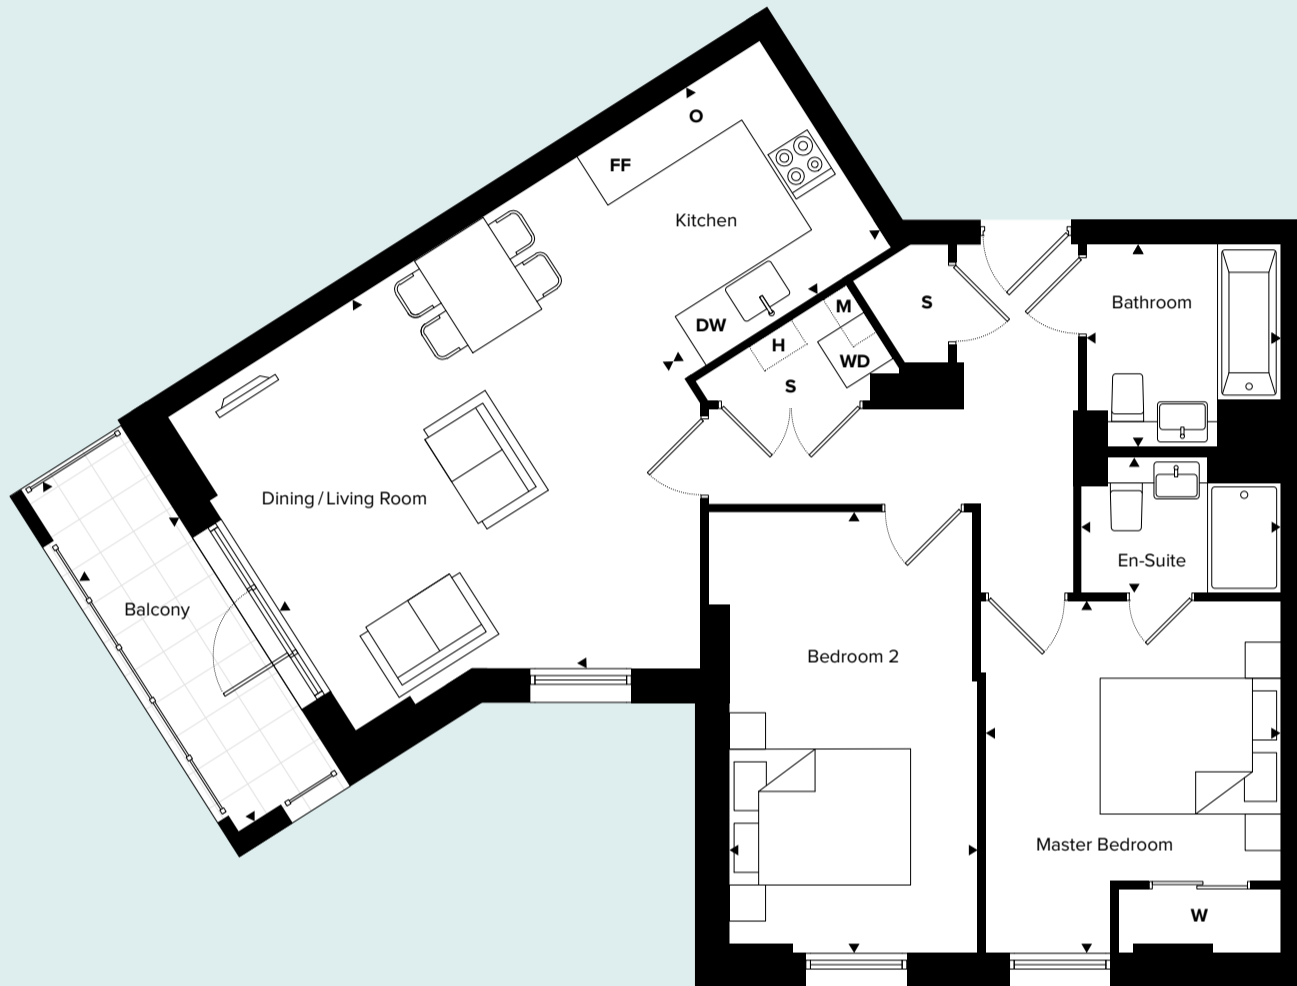 O
FF
Kitchen
S
Bathroom
M
DW
H
WD
S
Dining / Living Room
En-Suite
Balcony
Bedroom 2
Master Bedroom
W